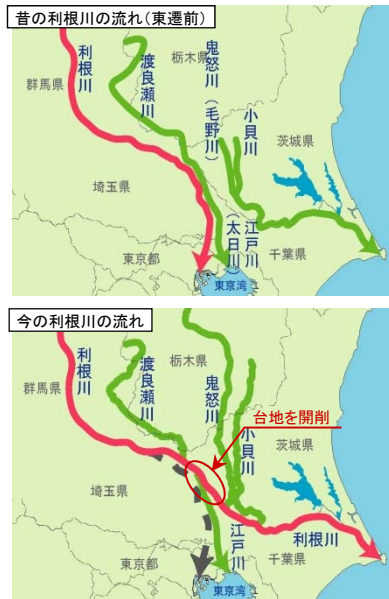 昔の利根川の流れ(東遷前)
利根川
渡良瀬川
栃木県
鬼怒川(毛野川)
小貝川
群馬県
茨城県
埼玉県
江戸川(太日川)
東京都
千葉県
東京湾
今の利根川の流れ
利根川
渡良瀬川
栃木県
鬼怒川
台地を開削
小貝川
群馬県
茨城県
埼玉県
江戸川
利根川
東京都
千葉県
東京湾